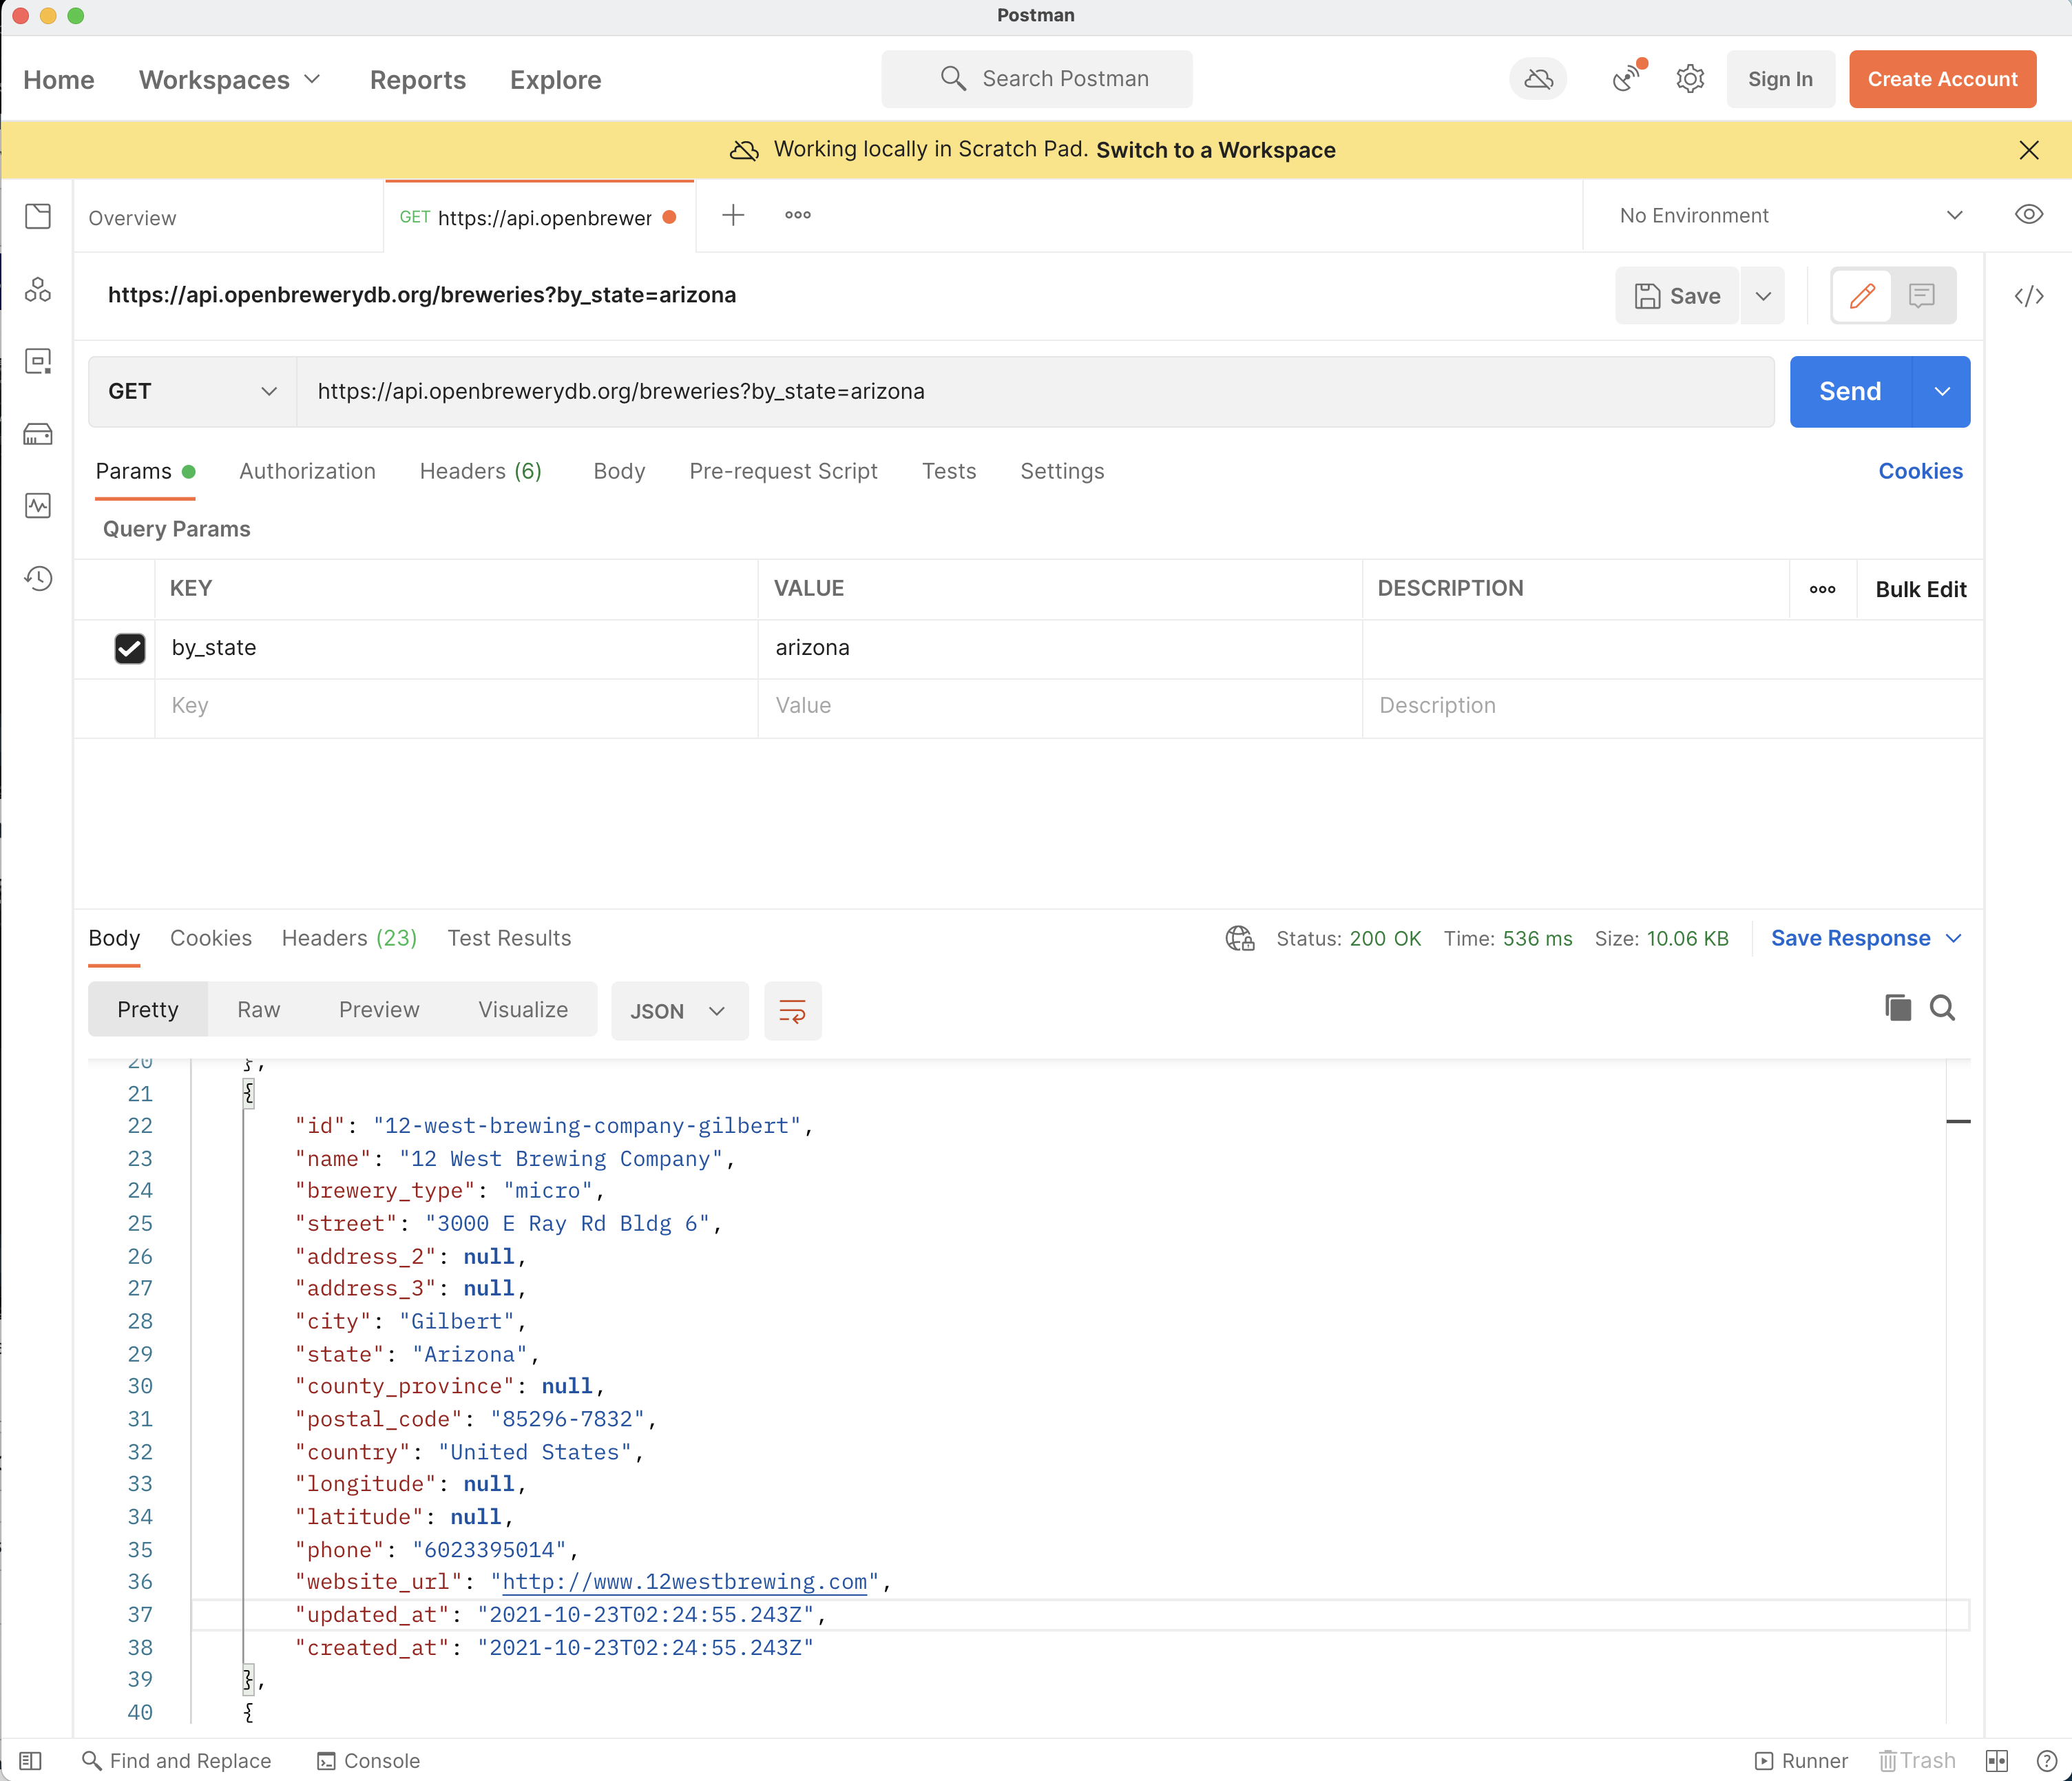 Postman
Home Workspaces Reports Explore Search Postman Sign In Create Account
Working locally in Scratch Pad. Switch to a Workspace
Overview GET https://api.openbrewer No Environment
https://api.openbrewerydb.org/breweries?by_state=arizona Save
GET https://api.openbrewerydb.org/breweries?by_state=arizona Send
Params Authorization Headers (6) Body Pre-request Script Tests Settings Cookies
Query Params
KEY VALUE DESCRIPTION Bulk Edit
by_state arizona
Key Value Description
Body Cookies Headers (23) Test Results Status: 200 OK Time: 536 ms Size: 10.06 KB Save Response
Pretty Raw Preview Visualize JSON
20 },
21 {
22 "id": "12-west-brewing-company-gilbert",
23 "name": "12 West Brewing Company",
24 "brewery_type": "micro",
25 "street": "3000 E Ray Rd Bldg 6",
26 "address_2": null,
27 "address_3": null,
28 "city": "Gilbert",
29 "state": "Arizona",
30 "county_province": null,
31 "postal_code": "85296-7832",
32 "country": "United States",
33 "longitude": null,
34 "latitude": null,
35 "phone": "6023395014",
36 "website_url": "http://www.12westbrewing.com",
37 "updated_at": "2021-10-23T02:24:55.243Z",
38 "created_at": "2021-10-23T02:24:55.243Z"
39 },
40 {
Find and Replace Console Runner Trash